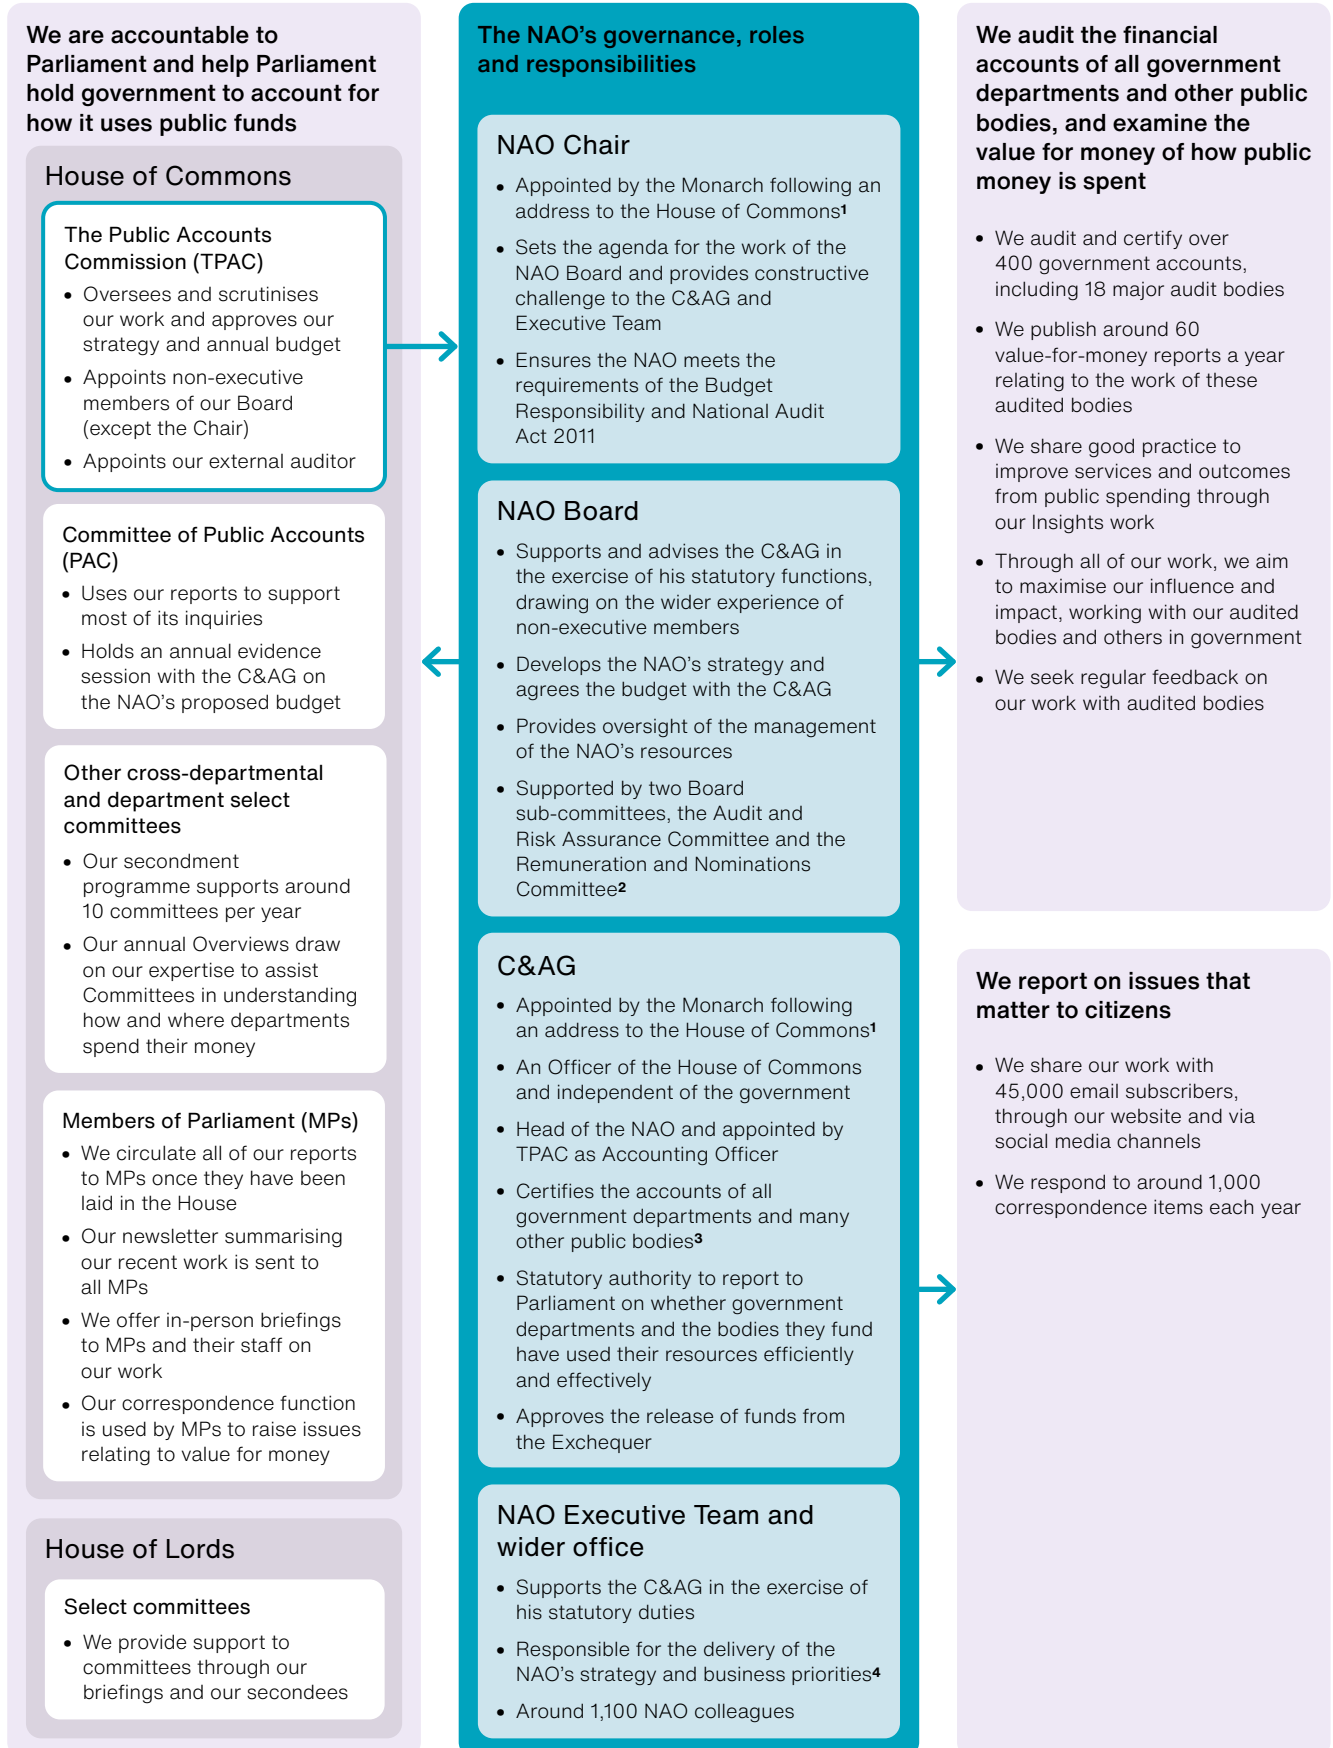 We are accountable to
Parliament and help Parliament
hold government to account for
how it uses public funds
House of Commons
The Public Accounts
Commission (TPAC)
• Oversees and scrutinises
our work and approves our
strategy and annual budget
• Appoints non-executive
members of our Board
(except the Chair)
• Appoints our external auditor
Committee of Public Accounts
(PAC)
• Uses our reports to support
most of its inquiries
• Holds an annual evidence
session with the C&AG on
the NAO’s proposed budget
Other cross-departmental
and department select
committees
• Our secondment
programme supports around
10 committees per year
• Our annual Overviews draw
on our expertise to assist
Committees in understanding
how and where departments
spend their money
Members of Parliament (MPs)
• We circulate all of our reports
to MPs once they have been
laid in the House
• Our newsletter summarising
our recent work is sent to
all MPs
• We offer in-person briefings
to MPs and their staff on
our work
• Our correspondence function
is used by MPs to raise issues
relating to value for money
House of Lords
Select committees
• We provide support to
committees through our
briefings and our secondees
The NAO’s governance, roles
and responsibilities
NAO Chair
• Appointed by the Monarch following an
address to the House of Commons1
• Sets the agenda for the work of the
NAO Board and provides constructive
challenge to the C&AG and
Executive Team
• Ensures the NAO meets the
requirements of the Budget
Responsibility and National Audit
Act 2011
NAO Board
• Supports and advises the C&AG in
the exercise of his statutory functions,
drawing on the wider experience of
non-executive members
• Develops the NAO’s strategy and
agrees the budget with the C&AG
• Provides oversight of the management
of the NAO’s resources
• Supported by two Board
sub-committees, the Audit and
Risk Assurance Committee and the
Remuneration and Nominations
Committee2
C&AG
• Appointed by the Monarch following
an address to the House of Commons1
• An Officer of the House of Commons
and independent of the government
• Head of the NAO and appointed by
TPAC as Accounting Officer
• Certifies the accounts of all
government departments and many
other public bodies3
• Statutory authority to report to
Parliament on whether government
departments and the bodies they fund
have used their resources efficiently
and effectively
• Approves the release of funds from
the Exchequer
NAO Executive Team and
wider office
• Supports the C&AG in the exercise of
his statutory duties
• Responsible for the delivery of the
NAO’s strategy and business priorities4
• Around 1,100 NAO colleagues
We audit the financial
accounts of all government
departments and other public
bodies, and examine the
value for money of how public
money is spent
• We audit and certify over
400 government accounts,
including 18 major audit bodies
• We publish around 60
value-for-money reports a year
relating to the work of these
audited bodies
• We share good practice to
improve services and outcomes
from public spending through
our Insights work
• Through all of our work, we aim
to maximise our influence and
impact, working with our audited
bodies and others in government
• We seek regular feedback on
our work with audited bodies
We report on issues that
matter to citizens
• We share our work with
45,000 email subscribers,
through our website and via
social media channels
• We respond to around 1,000
correspondence items each year